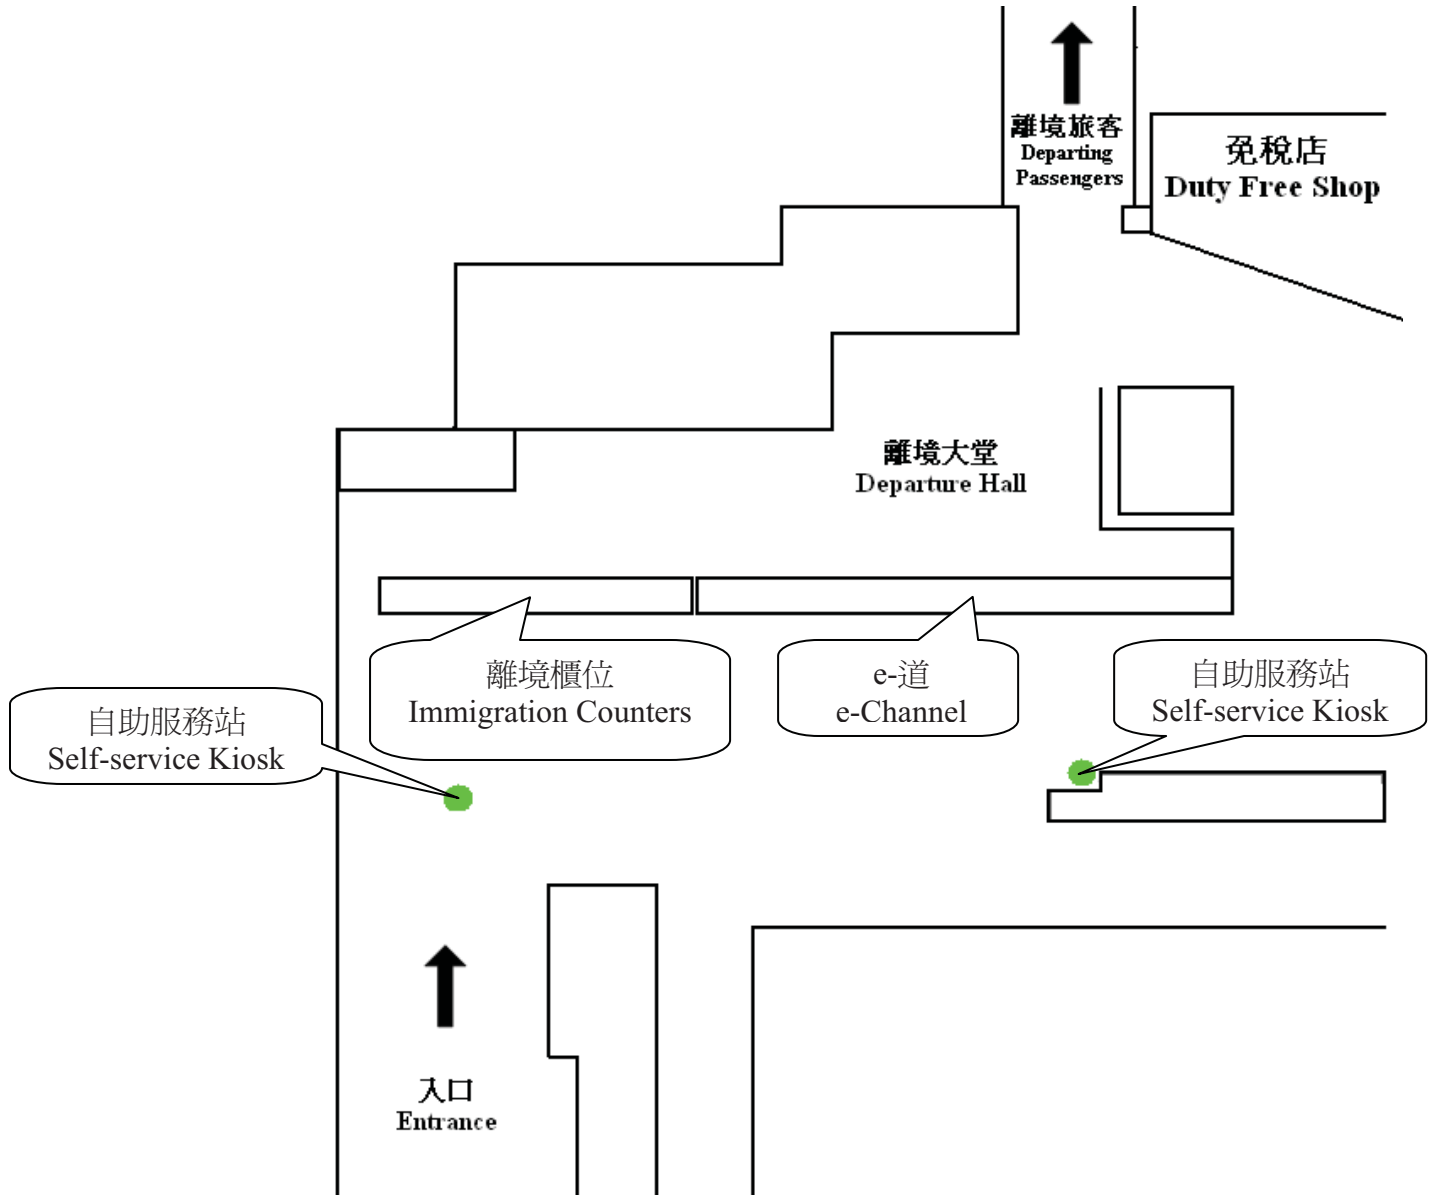 離境旅客
Departing
Passengers
免稅店
Duty Free Shop
離境大堂
Departure Hall
離境櫃位
Immigration Counters
e-道
e-Channel
自助服務站
Self-service Kiosk
自助服務站
Self-service Kiosk
入口
Entrance